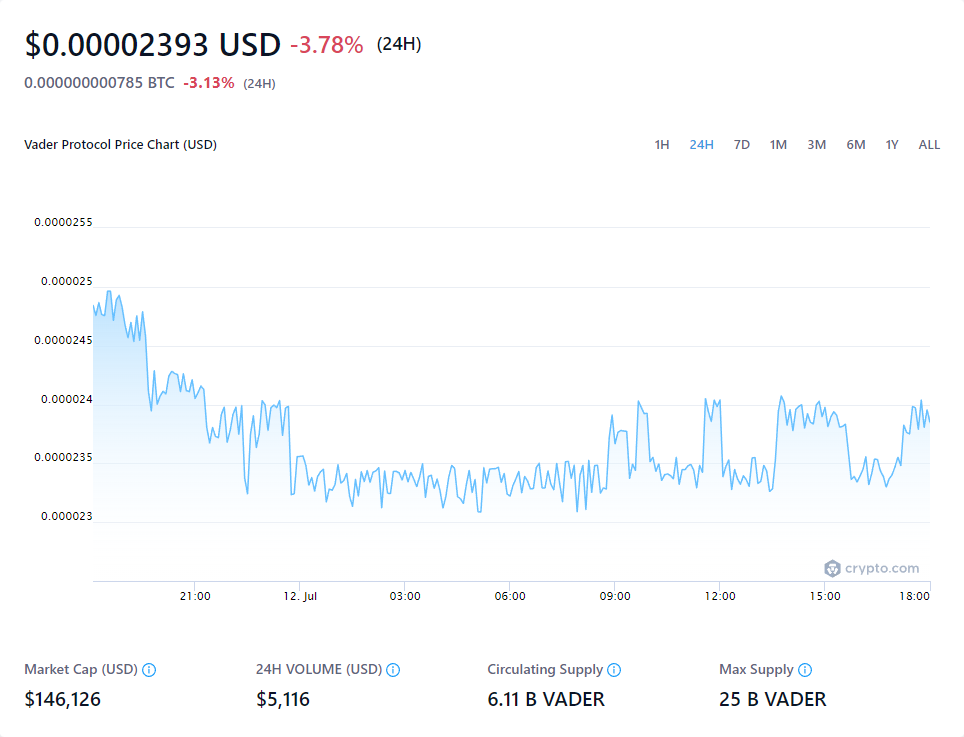 $0.00002393 USD -3.78% (24H)
0.000000000785 BTC -3.13% (24H)
Vader Protocol Price Chart (USD) 1H 24H 7D 1M 3M 6M 1Y ALL
0.0000255
0.000025
0.0000245
0.000024
0.0000235
0.000023
crypto.com
21:00 12. Jul 03:00 06:00 09:00 12:00 15:00 18:00
Market Cap (USD) 24H VOLUME (USD) Circulating Supply Max Supply
$146,126 $5,116 6.11 B VADER 25 B VADER